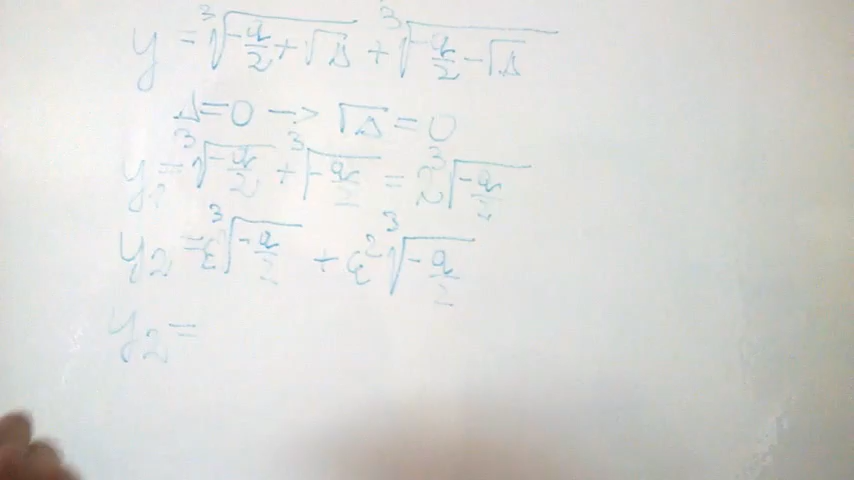 y = ∛(-q/2 + √Δ) + ∛(-q/2 - √Δ)
Δ = 0 → √Δ = 0
y₁ = ∛(-q/2) + ∛(-q/2) = 2∛(-q/2)
y₂ = ε∛(-q/2) + ε²∛(-q/2)
y₂ =